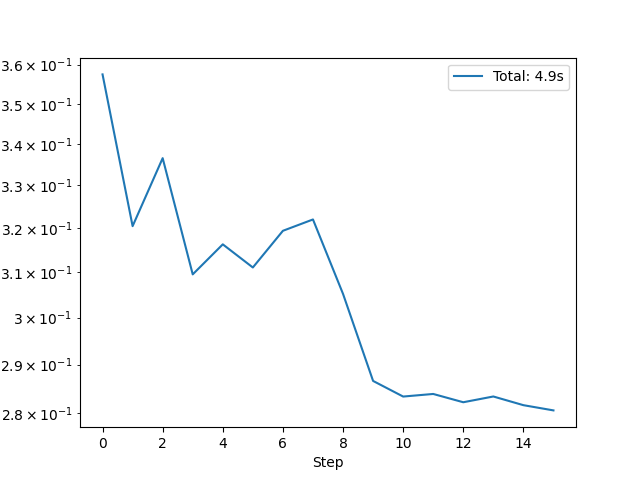 Total: 4.9s
3.6 × 10⁻¹
3.5 × 10⁻¹
3.4 × 10⁻¹
3.3 × 10⁻¹
3.2 × 10⁻¹
3.1 × 10⁻¹
3 × 10⁻¹
2.9 × 10⁻¹
2.8 × 10⁻¹
0 2 4 6 8 10 12 14
Step